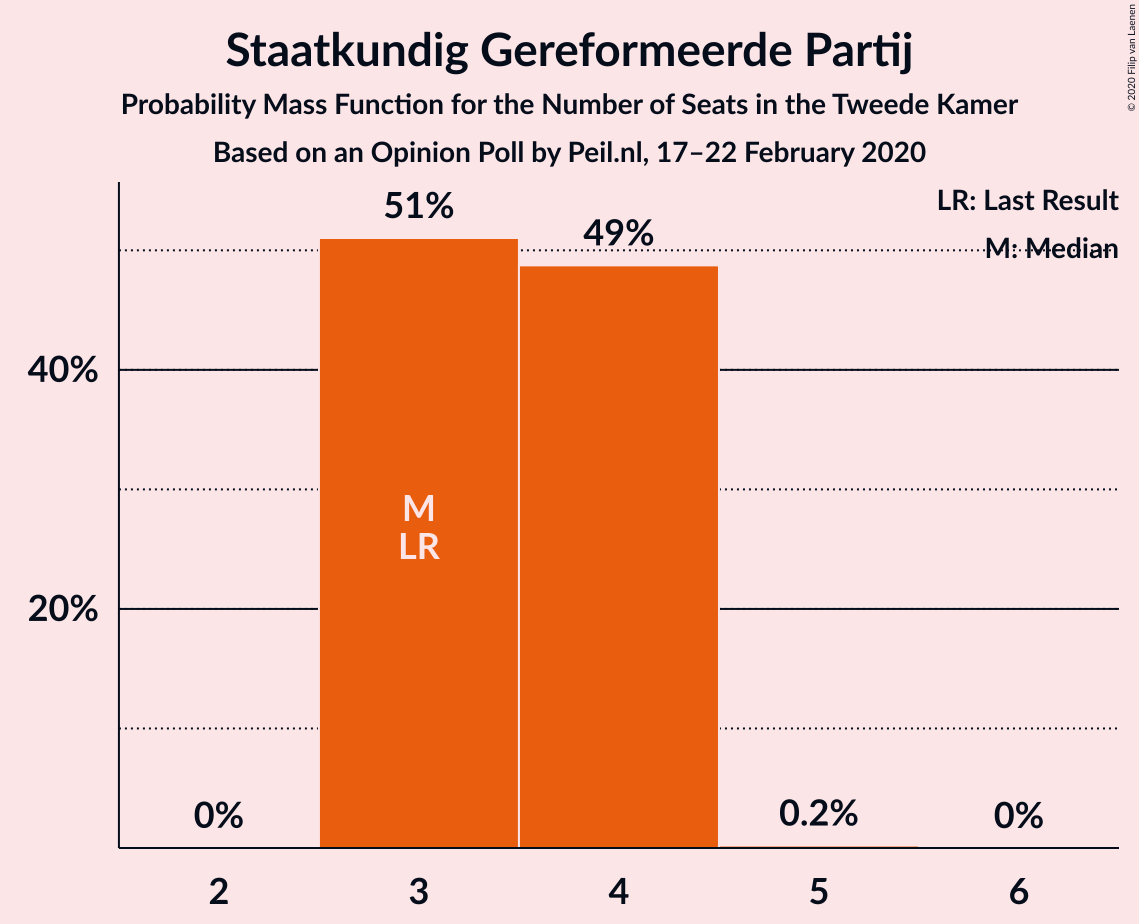 Staatkundig Gereformeerde Partij
Probability Mass Function for the Number of Seats in the Tweede Kamer
Based on an Opinion Poll by Peil.nl, 17–22 February 2020
© 2020 Filip van Laenen
LR: Last Result
M: Median
51%
49%
40%
20%
M
LR
0%
0.2%
0%
2
3
4
5
6